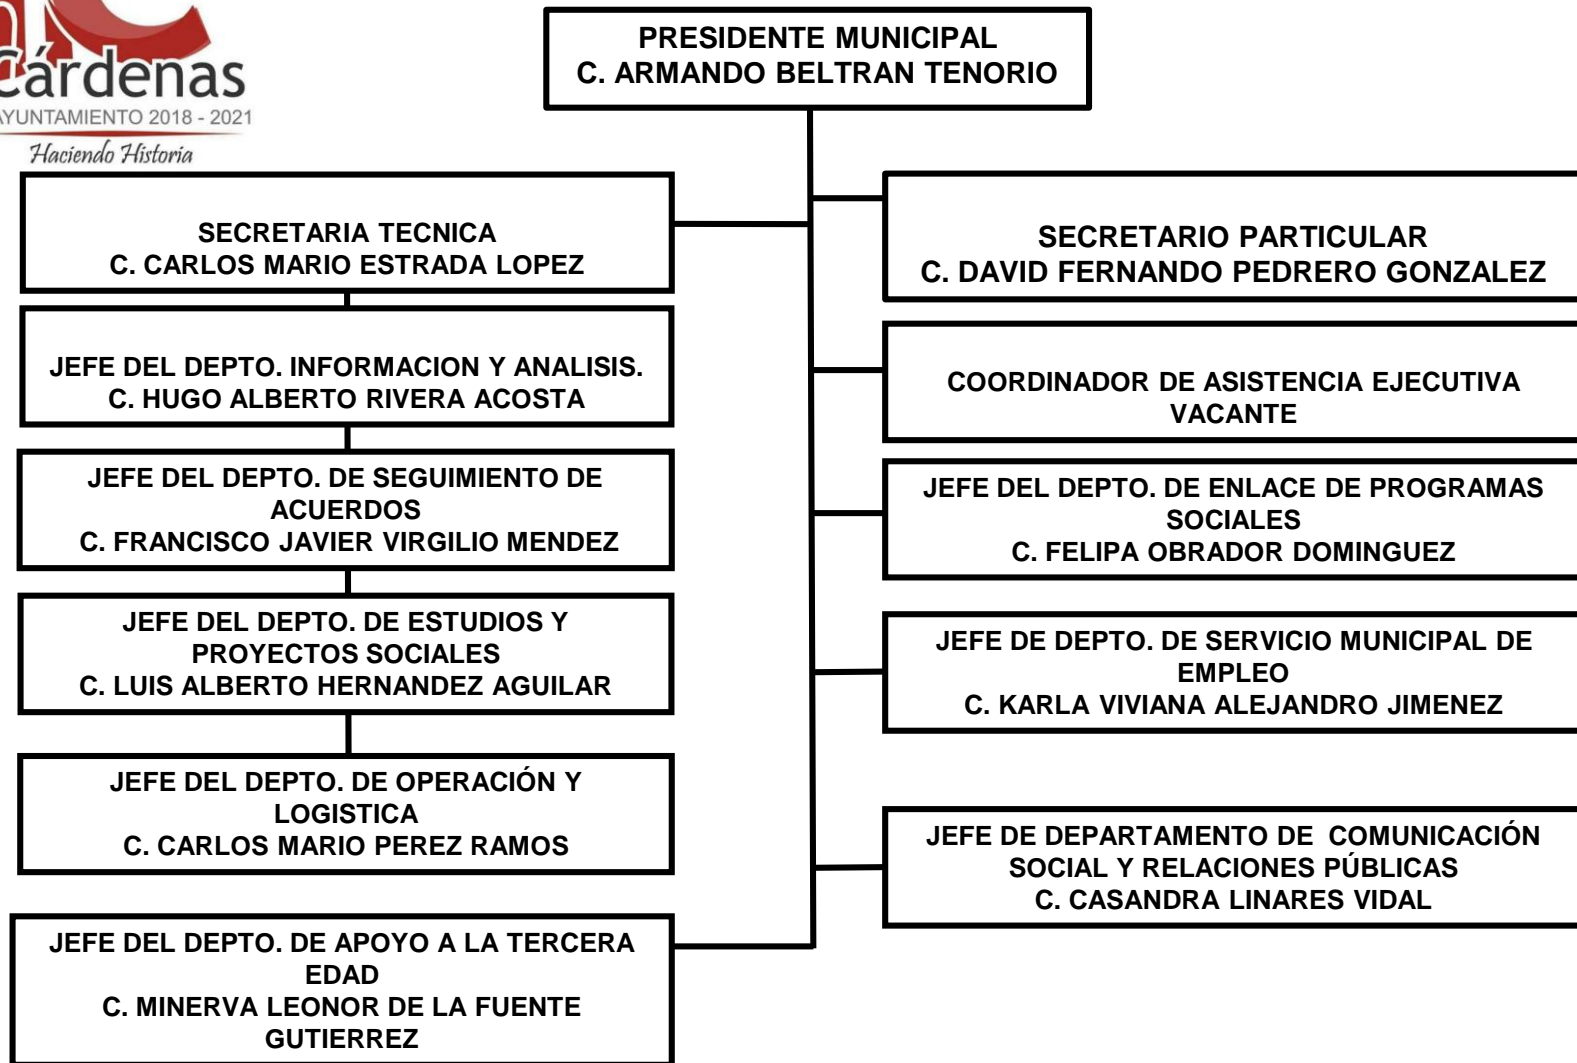 Cárdenas
AYUNTAMIENTO 2018 - 2021
Haciendo Historia
PRESIDENTE MUNICIPAL
C. ARMANDO BELTRAN TENORIO
SECRETARIA TECNICA
C. CARLOS MARIO ESTRADA LOPEZ
JEFE DEL DEPTO. INFORMACION Y ANALISIS.
C. HUGO ALBERTO RIVERA ACOSTA
JEFE DEL DEPTO. DE SEGUIMIENTO DE
ACUERDOS
C. FRANCISCO JAVIER VIRGILIO MENDEZ
JEFE DEL DEPTO. DE ESTUDIOS Y
PROYECTOS SOCIALES
C. LUIS ALBERTO HERNANDEZ AGUILAR
JEFE DEL DEPTO. DE OPERACIÓN Y
LOGISTICA
C. CARLOS MARIO PEREZ RAMOS
JEFE DEL DEPTO. DE APOYO A LA TERCERA
EDAD
C. MINERVA LEONOR DE LA FUENTE
GUTIERREZ
SECRETARIO PARTICULAR
C. DAVID FERNANDO PEDRERO GONZALEZ
COORDINADOR DE ASISTENCIA EJECUTIVA
VACANTE
JEFE DEL DEPTO. DE ENLACE DE PROGRAMAS
SOCIALES
C. FELIPA OBRADOR DOMINGUEZ
JEFE DE DEPTO. DE SERVICIO MUNICIPAL DE
EMPLEO
C. KARLA VIVIANA ALEJANDRO JIMENEZ
JEFE DE DEPARTAMENTO DE  COMUNICACIÓN
SOCIAL Y RELACIONES PÚBLICAS
C. CASANDRA LINARES VIDAL